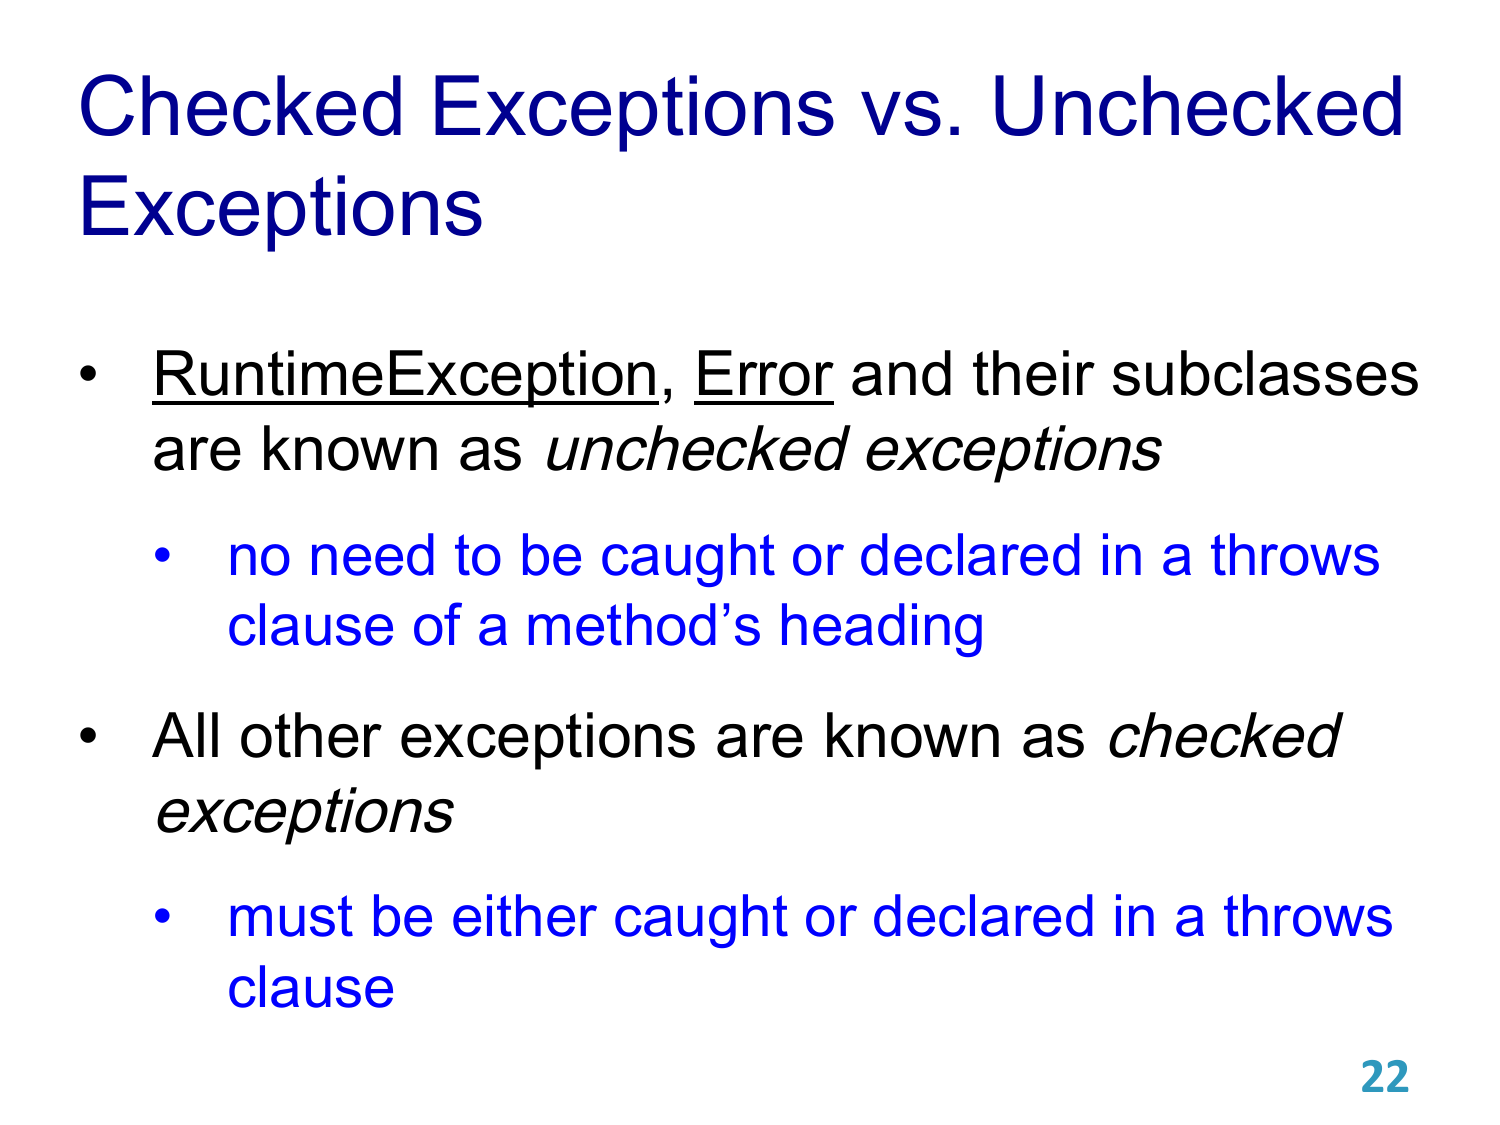 Checked Exceptions vs. Unchecked
Exceptions
• RuntimeException, Error and their subclasses
are known as unchecked exceptions
• no need to be caught or declared in a throws
clause of a method’s heading
• All other exceptions are known as checked
exceptions
• must be either caught or declared in a throws
clause
22